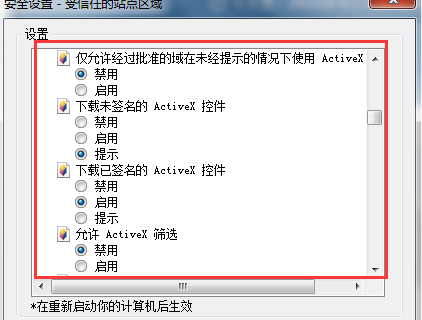 安全设置 - 受信任的站点区域
设置
仅允许经过批准的域在未经提示的情况下使用 ActiveX
禁用
启用
下载未签名的 ActiveX 控件
禁用
启用
提示
下载已签名的 ActiveX 控件
禁用
启用
提示
允许 ActiveX 筛选
禁用
启用
*在重新启动你的计算机后生效